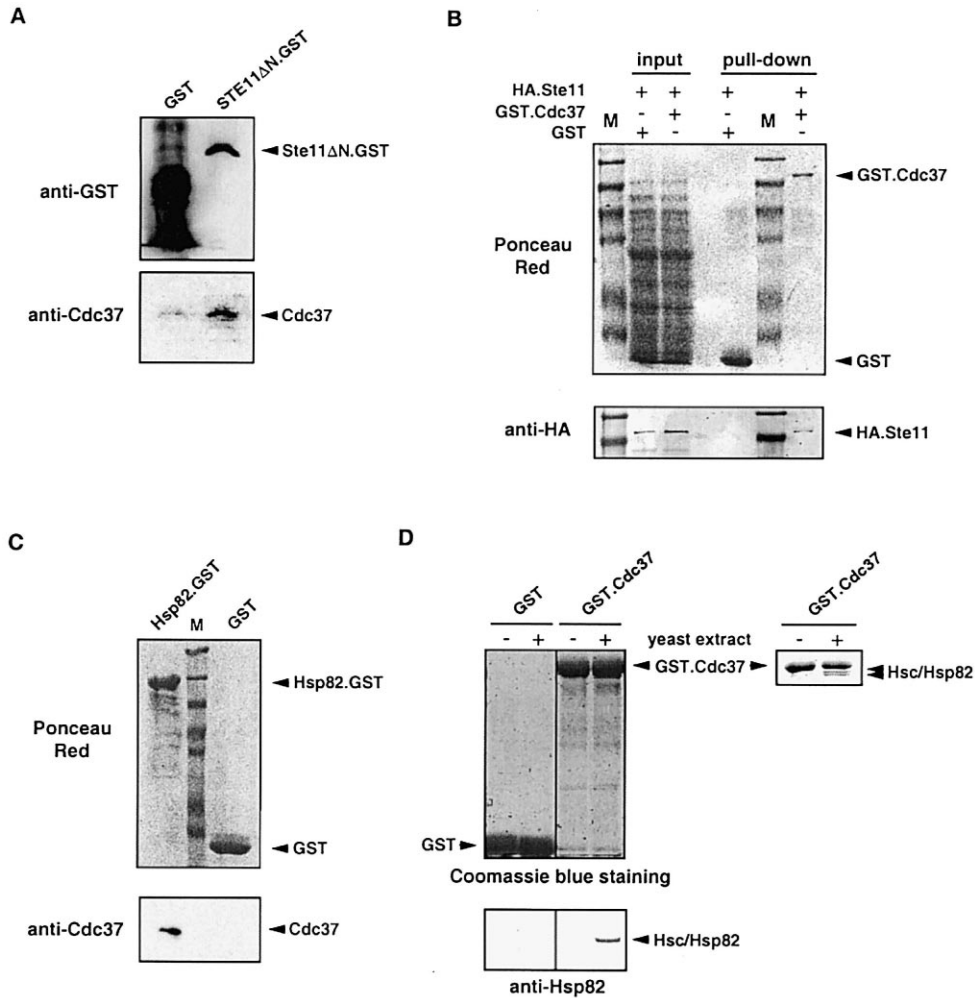 A
GST
STE11ΔN.GST
anti-GST
Ste11ΔN.GST
anti-Cdc37
Cdc37
B
input
pull-down
HA.Ste11 + + + +
GST.Cdc37 - + - +
GST + - + -
M
M
Ponceau Red
GST.Cdc37
GST
anti-HA
HA.Ste11
C
Hsp82.GST
M
GST
Ponceau
Red
Hsp82.GST
GST
anti-Cdc37
Cdc37
D
GST
GST.Cdc37
GST.Cdc37
- + - + yeast extract - +
GST.Cdc37
Hsc/Hsp82
GST
Coomassie blue staining
Hsc/Hsp82
anti-Hsp82